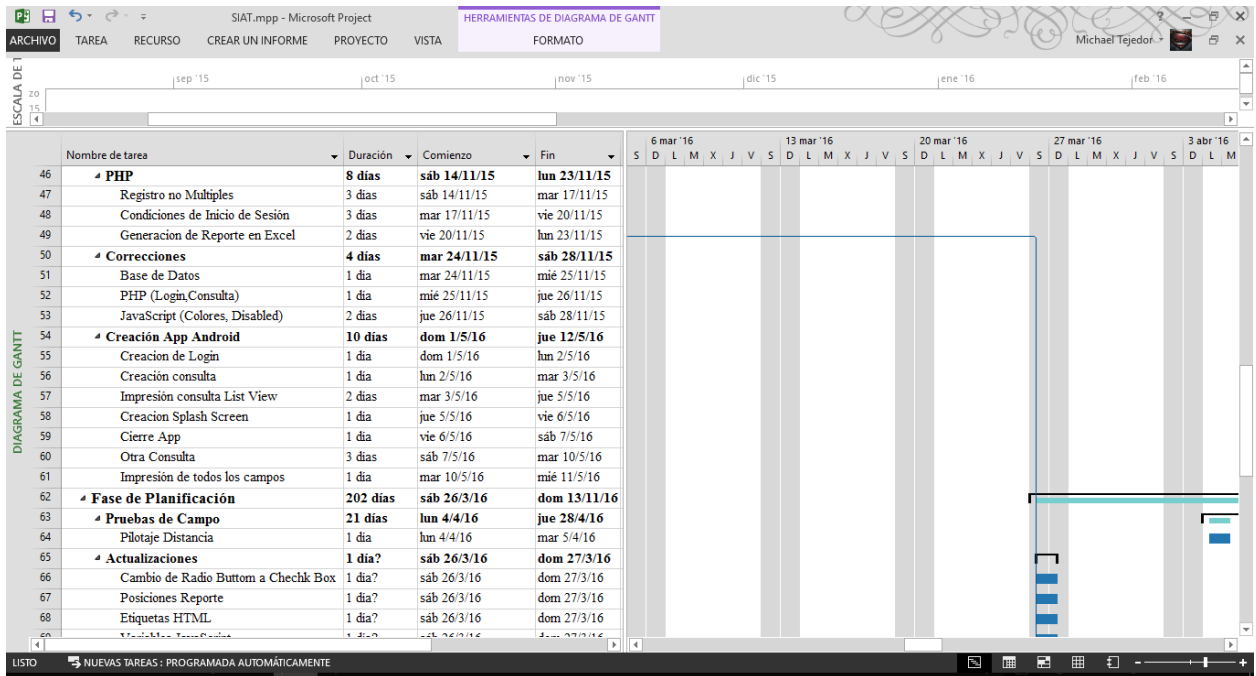 SIAT.mpp - Microsoft Project
HERRAMIENTAS DE DIAGRAMA DE GANTT
?
ARCHIVO TAREA RECURSO CREAR UN INFORME PROYECTO VISTA FORMATO Michael Tejedor
ESCALA DE T
sep '15 oct '15 nov '15 dic '15 ene '16 feb '16
zo
15
6 mar '16 13 mar '16 20 mar '16 27 mar '16 3 abr '16
Nombre de tarea Duración Comienzo Fin S D L M X J V S D L M X J V S D L M X J V S D L M X J V S D L M
46 PHP 8 días sáb 14/11/15 lun 23/11/15
47 Registro no Multiples 3 días sáb 14/11/15 mar 17/11/15
48 Condiciones de Inicio de Sesión 3 días mar 17/11/15 vie 20/11/15
49 Generacion de Reporte en Excel 2 días vie 20/11/15 lun 23/11/15
50 Correcciones 4 días mar 24/11/15 sáb 28/11/15
51 Base de Datos 1 día mar 24/11/15 mié 25/11/15
52 PHP (Login,Consulta) 1 día mié 25/11/15 jue 26/11/15
53 JavaScript (Colores, Disabled) 2 días jue 26/11/15 sáb 28/11/15
54 Creación App Android 10 días dom 1/5/16 jue 12/5/16
55 Creacion de Login 1 día dom 1/5/16 lun 2/5/16
56 Creación consulta 1 día lun 2/5/16 mar 3/5/16
57 Impresión consulta List View 2 días mar 3/5/16 jue 5/5/16
58 Creacion Splash Screen 1 día jue 5/5/16 vie 6/5/16
59 Cierre App 1 día vie 6/5/16 sáb 7/5/16
60 Otra Consulta 3 días sáb 7/5/16 mar 10/5/16
61 Impresión de todos los campos 1 día mar 10/5/16 mié 11/5/16
62 Fase de Planificación 202 días sáb 26/3/16 dom 13/11/16
63 Pruebas de Campo 21 días lun 4/4/16 jue 28/4/16
64 Pilotaje Distancia 1 día lun 4/4/16 mar 5/4/16
65 Actualizaciones 1 día? sáb 26/3/16 dom 27/3/16
66 Cambio de Radio Buttom a Chechk Box 1 día? sáb 26/3/16 dom 27/3/16
67 Posiciones Reporte 1 día? sáb 26/3/16 dom 27/3/16
68 Etiquetas HTML 1 día? sáb 26/3/16 dom 27/3/16
69 Variables JavaScript 1 día? sáb 26/3/16 dom 27/3/16
DIAGRAMA DE GANTT
LISTO NUEVAS TAREAS : PROGRAMADA AUTOMÁTICAMENTE